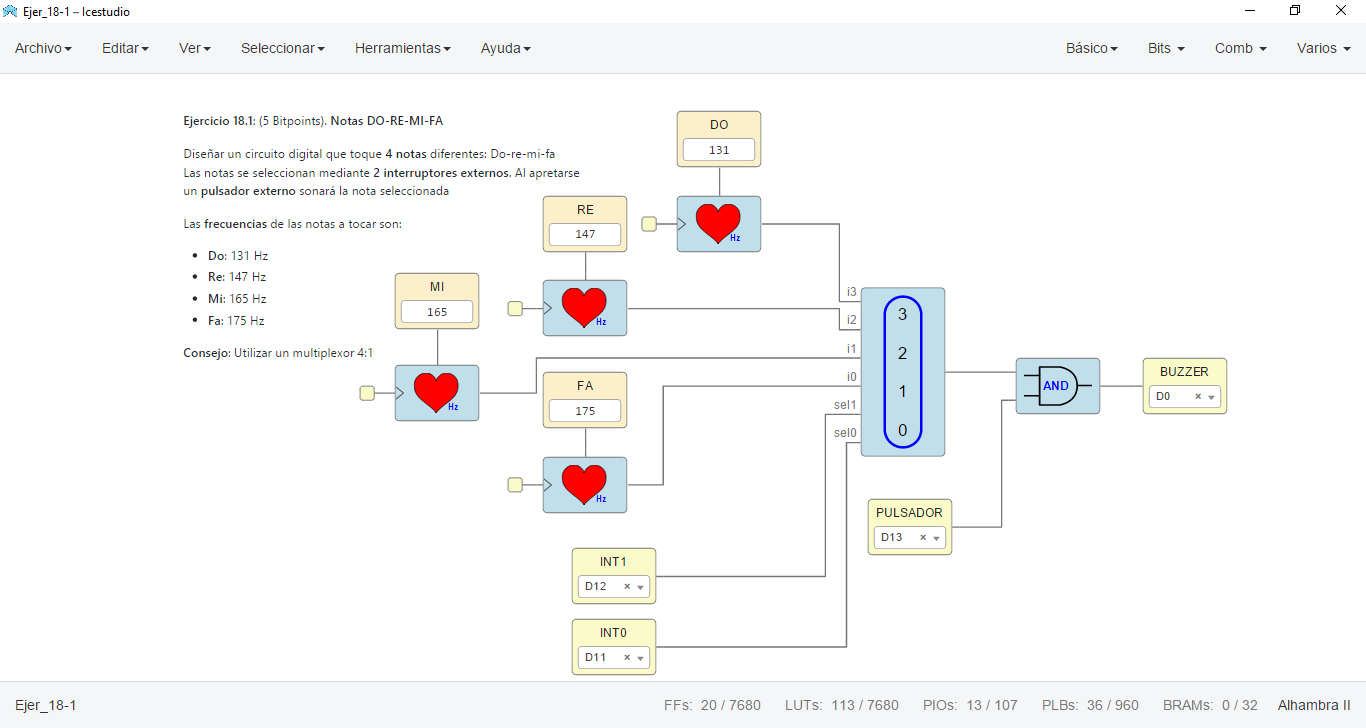 Ejer_18-1 – Icestudio
Archivo Editar Ver Seleccionar Herramientas Ayuda Básico Bits Comb Varios
Ejercicio 18.1: (5 Bitpoints). Notas DO-RE-MI-FA
Diseñar un circuito digital que toque 4 notas diferentes: Do-re-mi-fa
Las notas se seleccionan mediante 2 interruptores externos. Al apretarse
un pulsador externo sonará la nota seleccionada
Las frecuencias de las notas a tocar son:
• Do: 131 Hz
• Re: 147 Hz
• Mi: 165 Hz
• Fa: 175 Hz
Consejo: Utilizar un multiplexor 4:1
DO
131
Hz
RE
147
Hz
MI
165
Hz
FA
175
Hz
i3
i2
i1
i0
sel1
sel0
3
2
1
0
AND
BUZZER
D0 ×
PULSADOR
D13 ×
INT1
D12 ×
INT0
D11 ×
Ejer_18-1 FFs: 20 / 7680 LUTs: 113 / 7680 PIOs: 13 / 107 PLBs: 36 / 960 BRAMs: 0 / 32 Alhambra II